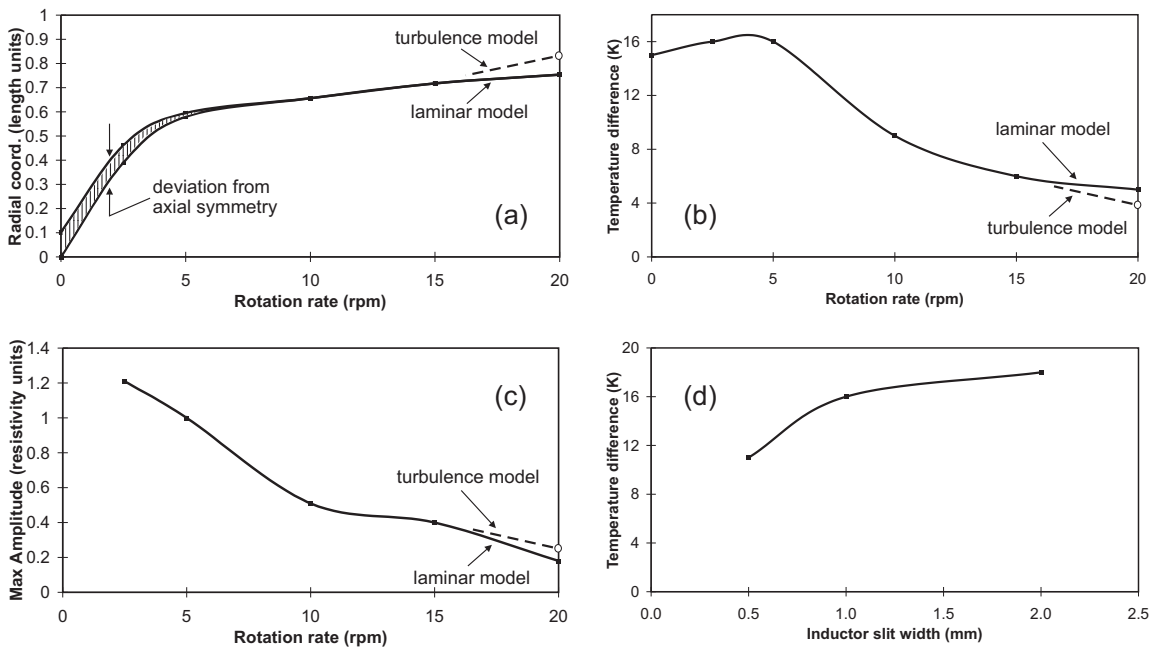 Radial coord. (length units)
1
0.9
0.8
0.7
0.6
0.5
0.4
0.3
0.2
0.1
0
turbulence model
laminar model
deviation from
axial symmetry
(a)
0
5
10
15
20
Rotation rate (rpm)
Temperature difference (K)
20
16
12
8
4
0
laminar model
(b)
turbulence model
0
5
10
15
20
Rotation rate (rpm)
Max Amplitude (resistivity units)
1.4
1.2
1
0.8
0.6
0.4
0.2
0
(c)
turbulence model
laminar model
0
5
10
15
20
Rotation rate (rpm)
Temperature difference (K)
20
16
12
8
4
0
(d)
0.0
0.5
1.0
1.5
2.0
2.5
Inductor slit width (mm)